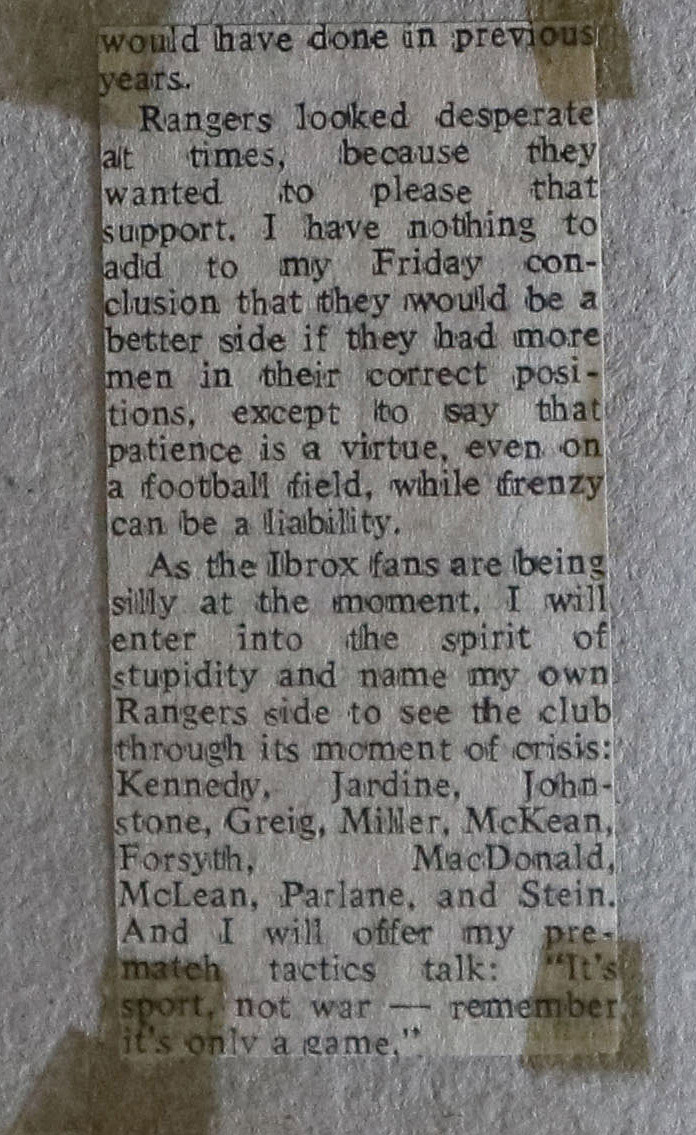 would have done in previous
years.
Rangers looked desperate
at times, because they
wanted to please that
support. I have nothing to
add to my Friday con-
clusion that they would be a
better side if they had more
men in their correct posi-
tions, except to say that
patience is a virtue, even on
a football field, while frenzy
can be a liability.
As the Ibrox fans are being
silly at the moment, I will
enter into the spirit of
stupidity and name my own
Rangers side to see the club
through its moment of crisis:
Kennedy, Jardine, John-
stone, Greig, Miller, McKean,
Forsyth, MacDonald,
McLean, Parlane, and Stein.
And I will offer my pre-
match tactics talk: "It's
sport, not war — remember
it's only a game."